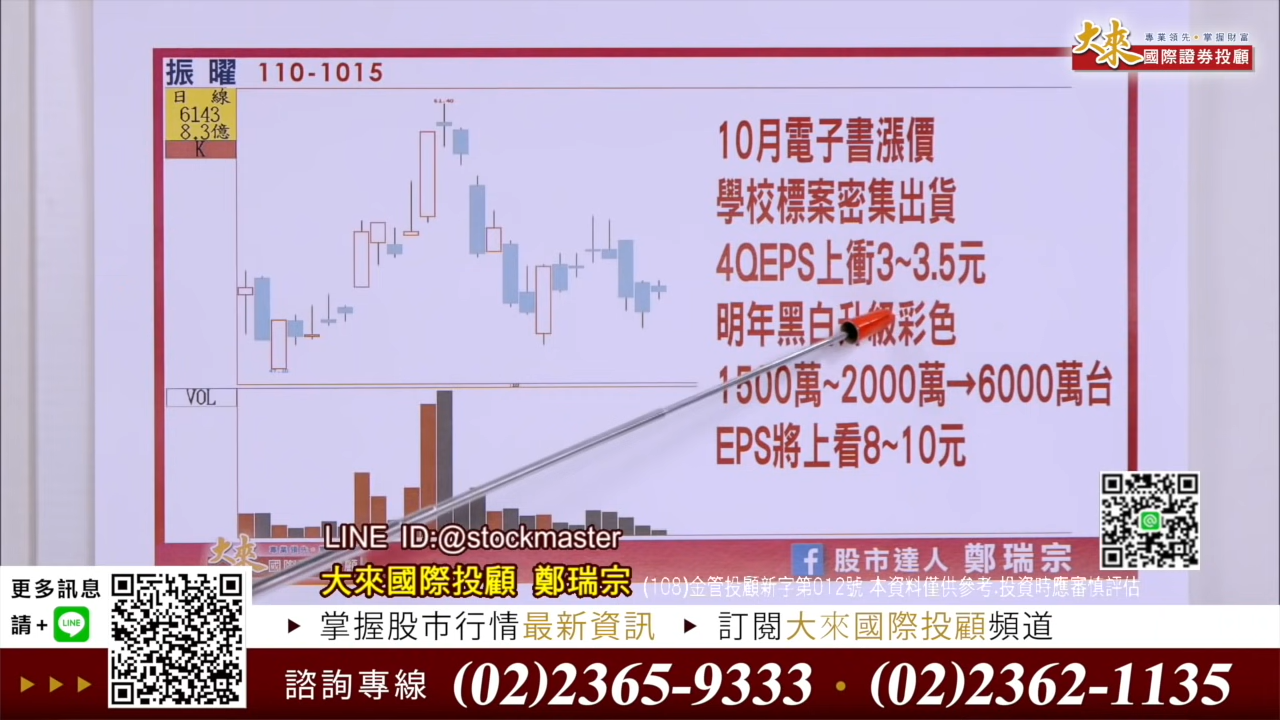 大來
專業領先•掌握財富
國際證券投顧
振曜 110-1015
日線
6143
8.3億
K
61.40
10月電子書漲價
學校標案密集出貨
4QEPS上衝3~3.5元
明年黑白升級彩色
1500萬~2000萬→6000萬台
EPS將上看8~10元
VOL
LINE ID:@stockmaster
大來
f 股市達人 鄭瑞宗
大來國際投顧 鄭瑞宗
(108)金管投顧新字第012號 本資料僅供參考.投資時應審慎評估
更多訊息
請+ LINE
▶ 掌握股市行情最新資訊 ▶ 訂閱大來國際投顧頻道
諮詢專線 (02)2365-9333 • (02)2362-1135